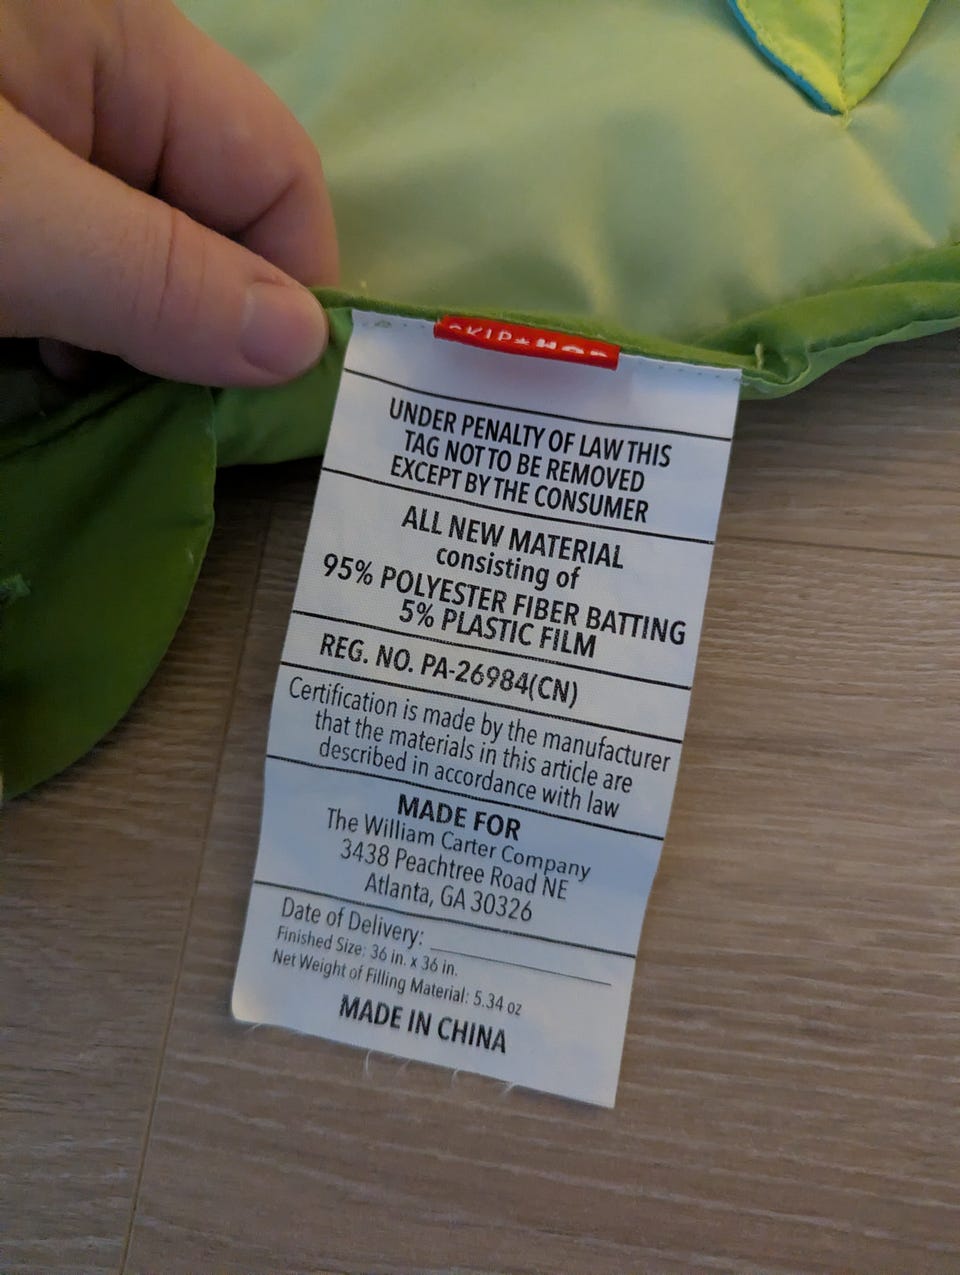 SKIP★HOP
UNDER PENALTY OF LAW THIS
TAG NOT TO BE REMOVED
EXCEPT BY THE CONSUMER
ALL NEW MATERIAL
consisting of
95% POLYESTER FIBER BATTING
5% PLASTIC FILM
REG. NO. PA-26984(CN)
Certification is made by the manufacturer
that the materials in this article are
described in accordance with law
MADE FOR
The William Carter Company
3438 Peachtree Road NE
Atlanta, GA 30326
Date of Delivery:
Finished Size: 36 in. x 36 in.
Net Weight of Filling Material: 5.34 oz
MADE IN CHINA